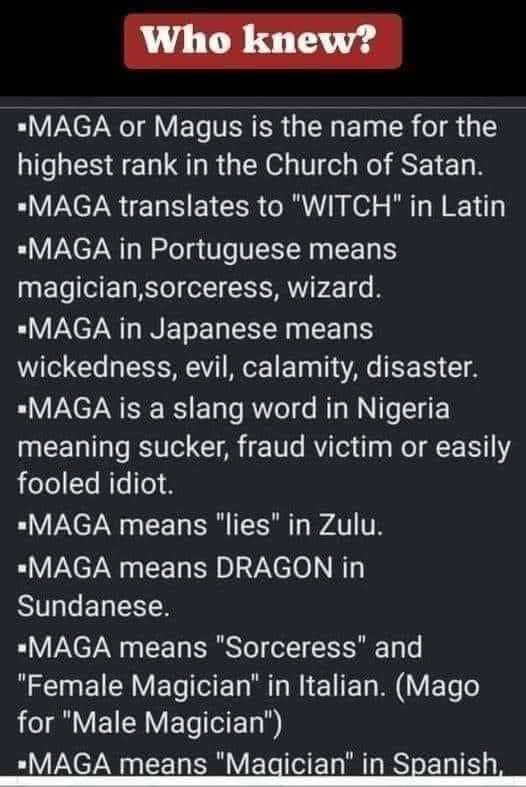 Who knew?
▪MAGA or Magus is the name for the
highest rank in the Church of Satan.
▪MAGA translates to "WITCH" in Latin
▪MAGA in Portuguese means
magician,sorceress, wizard.
▪MAGA in Japanese means
wickedness, evil, calamity, disaster.
▪MAGA is a slang word in Nigeria
meaning sucker, fraud victim or easily
fooled idiot.
▪MAGA means "lies" in Zulu.
▪MAGA means DRAGON in
Sundanese.
▪MAGA means "Sorceress" and
"Female Magician" in Italian. (Mago
for "Male Magician")
▪MAGA means "Magician" in Spanish,